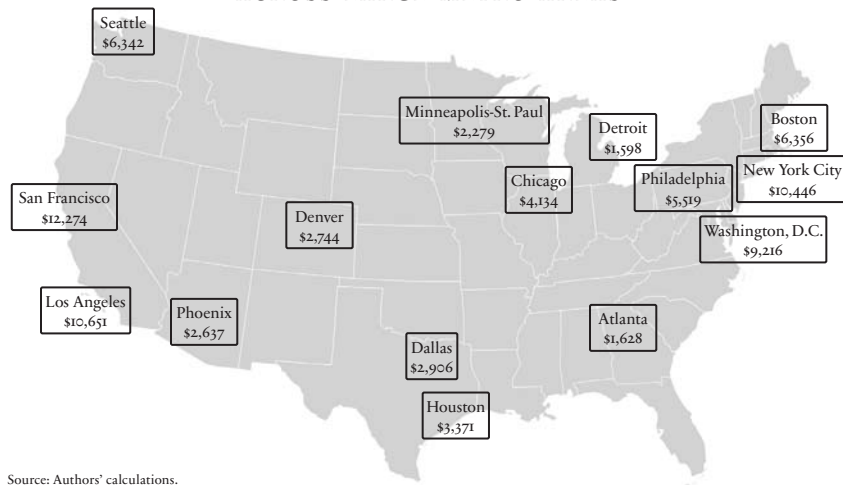 Seattle
$6,342
Minneapolis-St. Paul
$2,279
Detroit
$1,598
Boston
$6,356
Chicago
$4,134
Philadelphia
$5,519
New York City
$10,446
San Francisco
$12,274
Denver
$2,744
Washington, D.C.
$9,216
Los Angeles
$10,651
Phoenix
$2,637
Atlanta
$1,628
Dallas
$2,906
Houston
$3,371
Source: Authors' calculations.